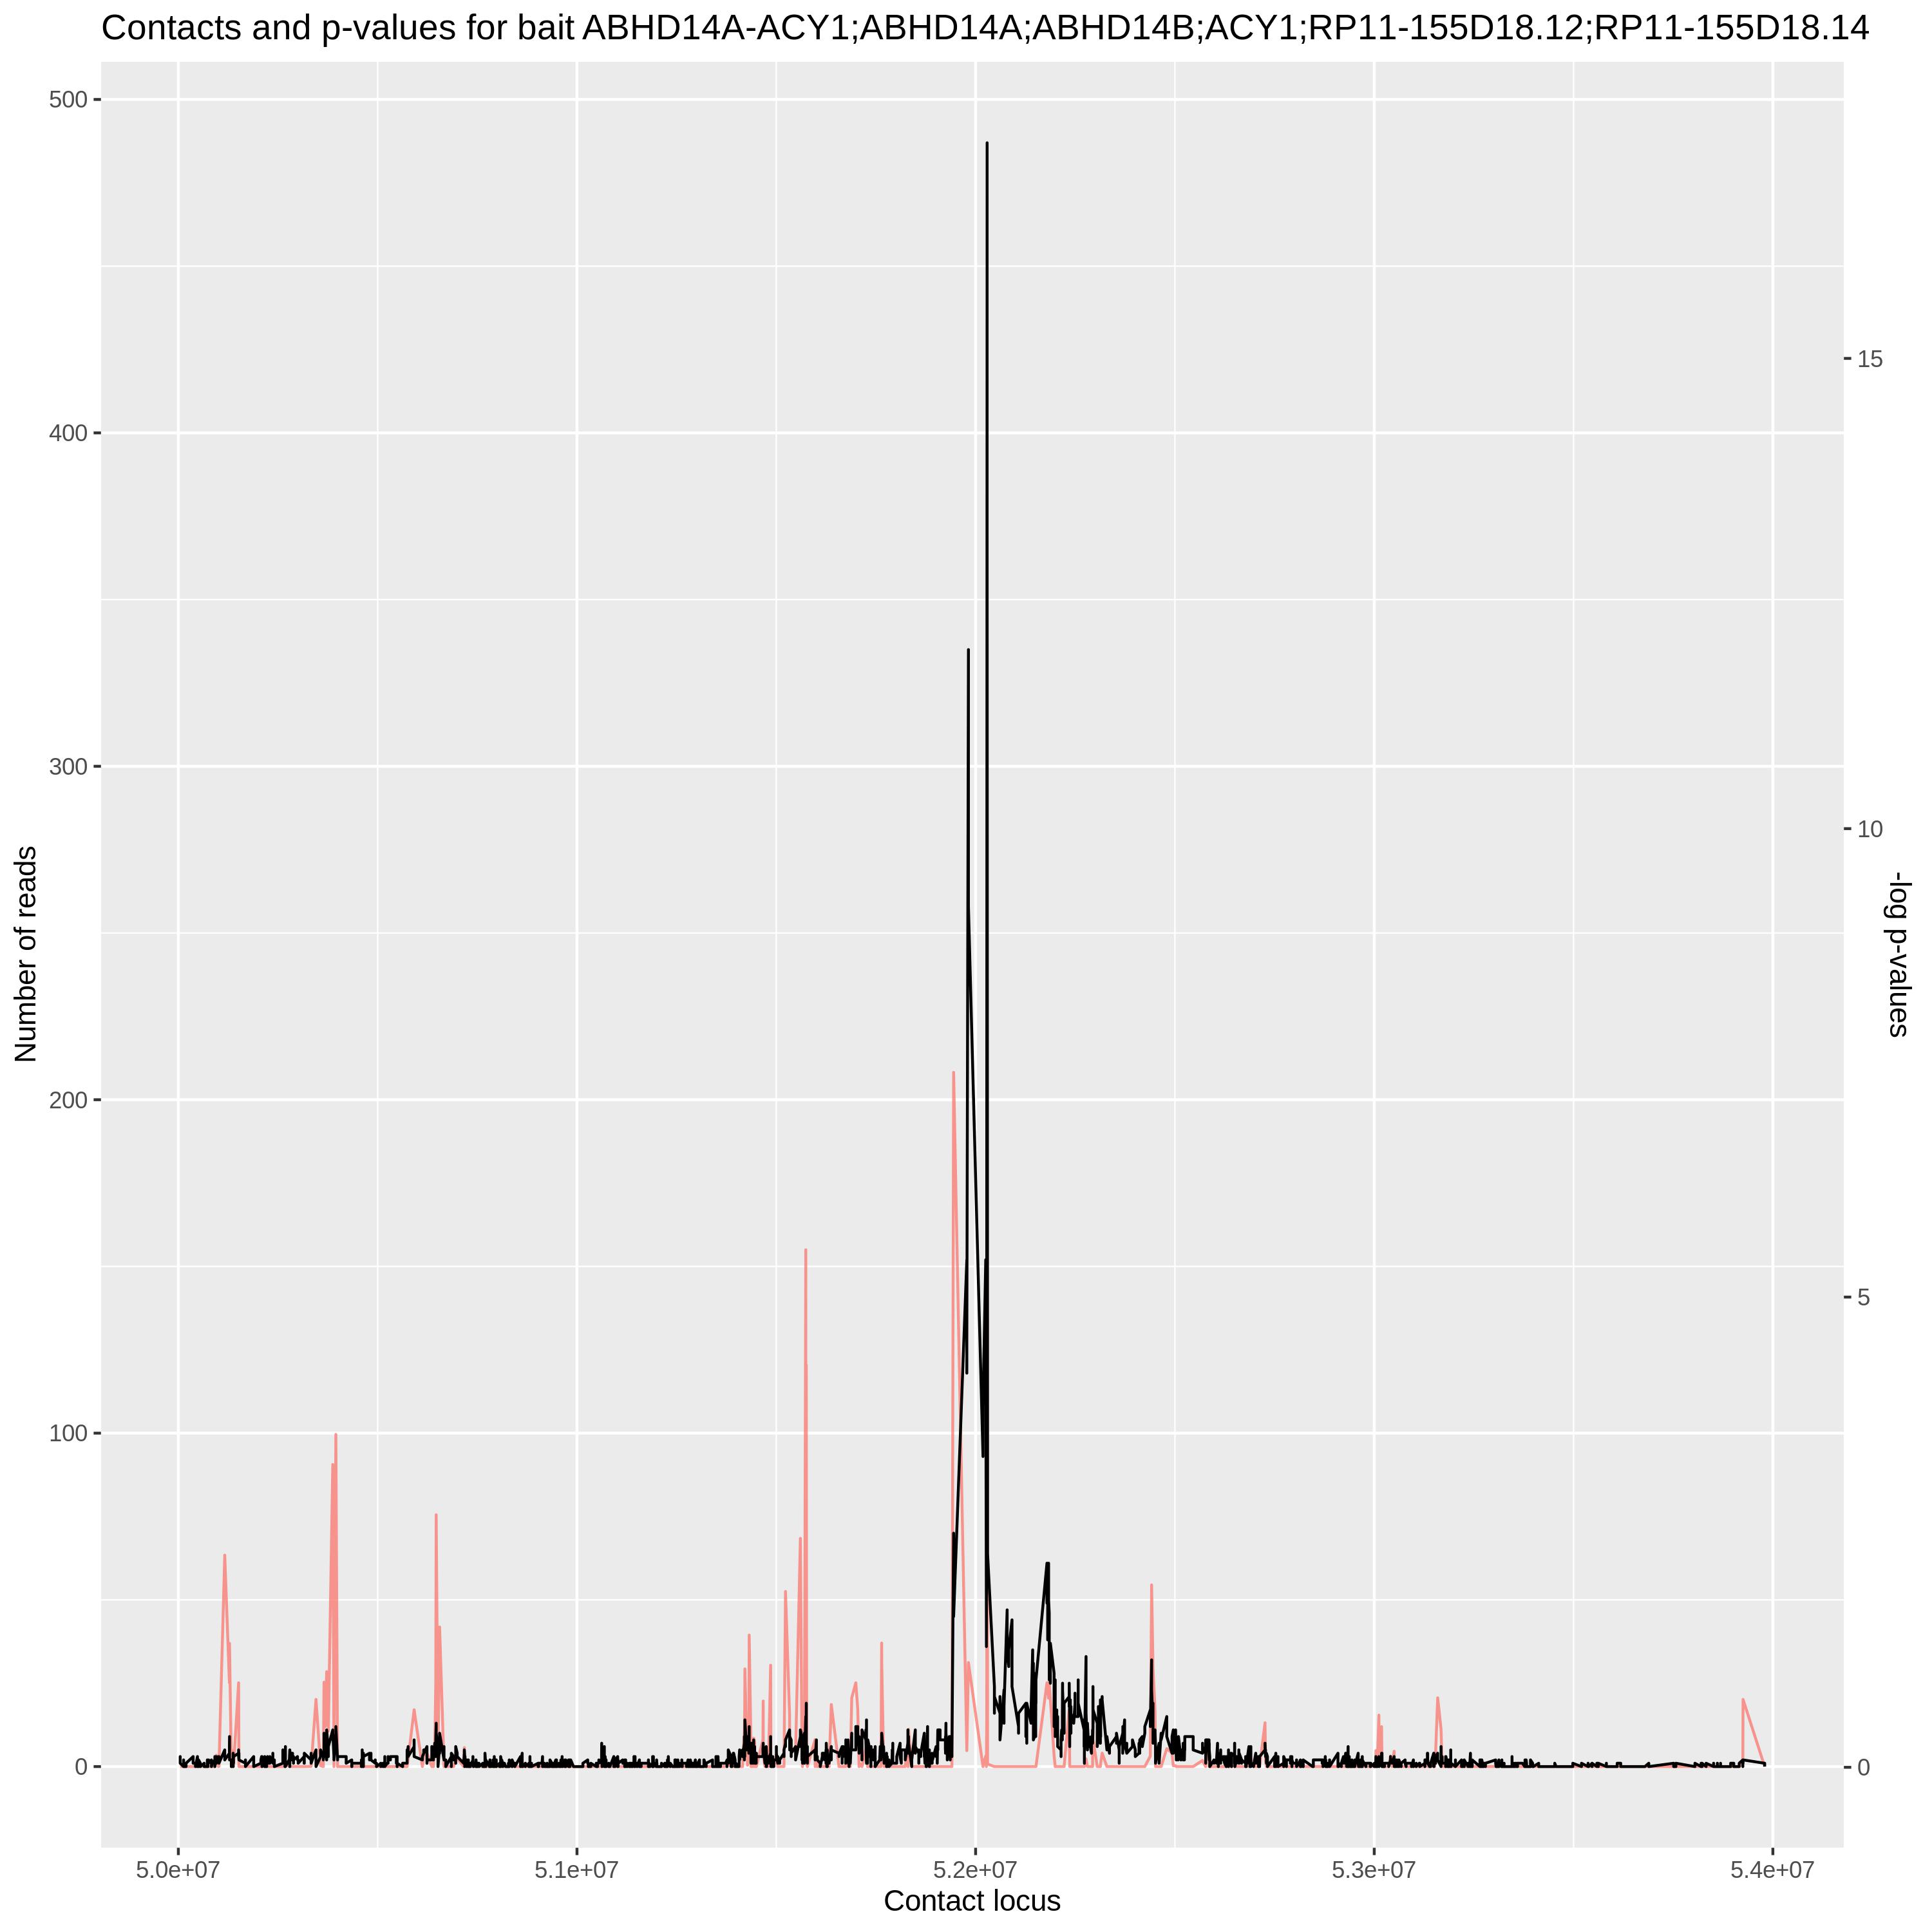 Contacts and p-values for bait ABHD14A-ACY1;ABHD14A;ABHD14B;ACY1;RP11-155D18.12;RP11-155D18.14
500
400
300
200
100
0
Number of reads
15
10
5
0
-log p-values
5.0e+07
5.1e+07
5.2e+07
5.3e+07
5.4e+07
Contact locus